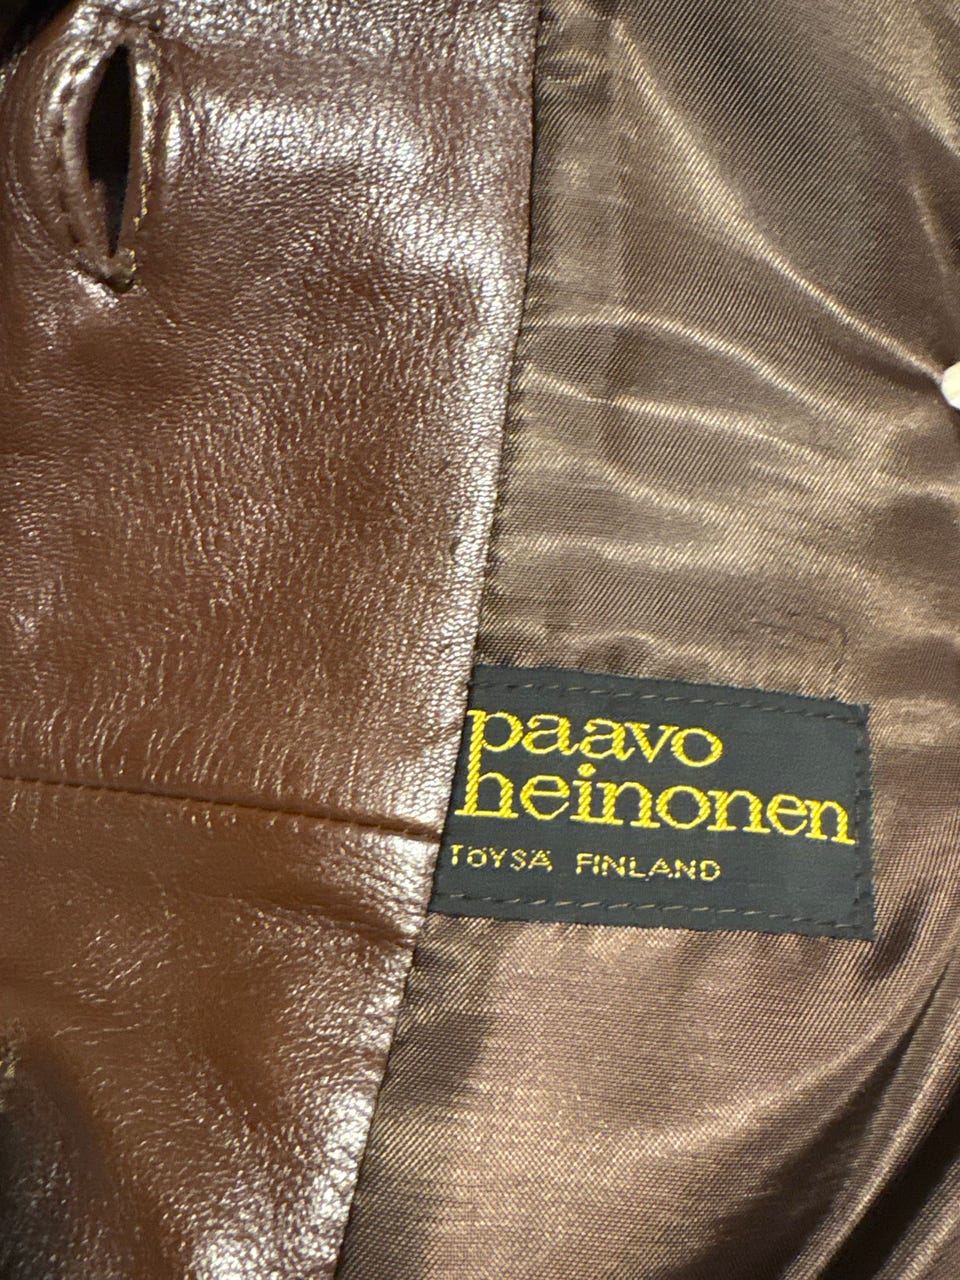 paavo
heinonen
TÖYSÄ FINLAND